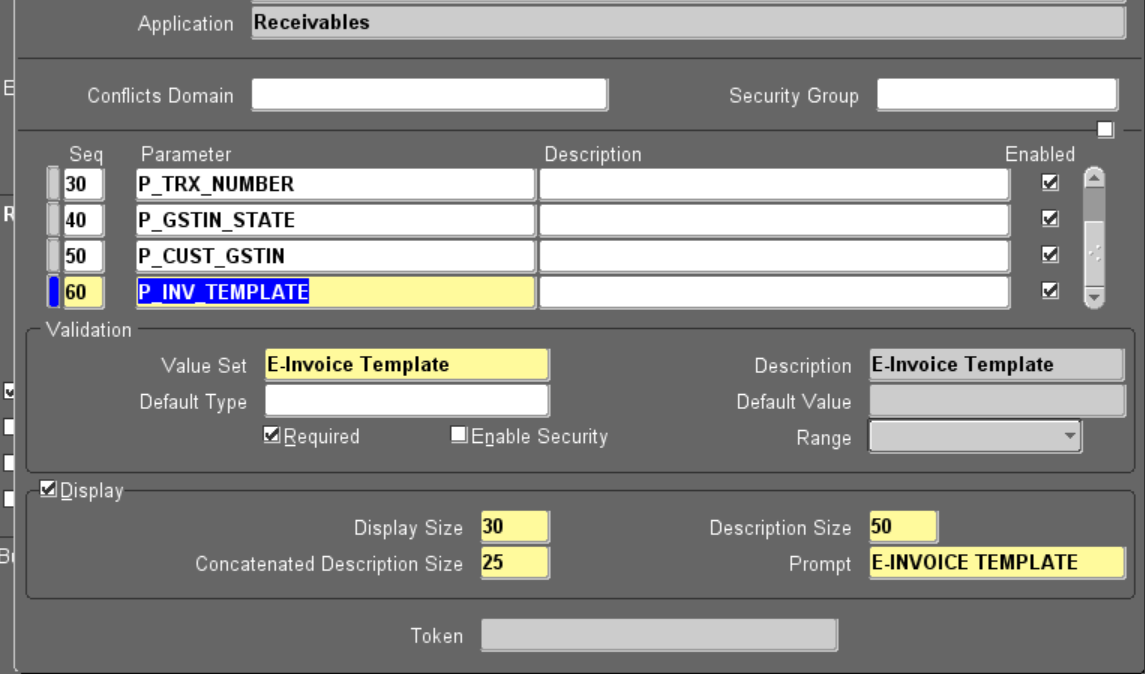 Application Receivables
Conflicts Domain Security Group
Seq Parameter Description Enabled
30 P_TRX_NUMBER
40 P_GSTIN_STATE
50 P_CUST_GSTIN
60 P_INV_TEMPLATE
Validation
Value Set E-Invoice Template Description E-Invoice Template
Default Type Default Value
Required Enable Security Range
Display
Display Size 30 Description Size 50
Concatenated Description Size 25 Prompt E-INVOICE TEMPLATE
Token